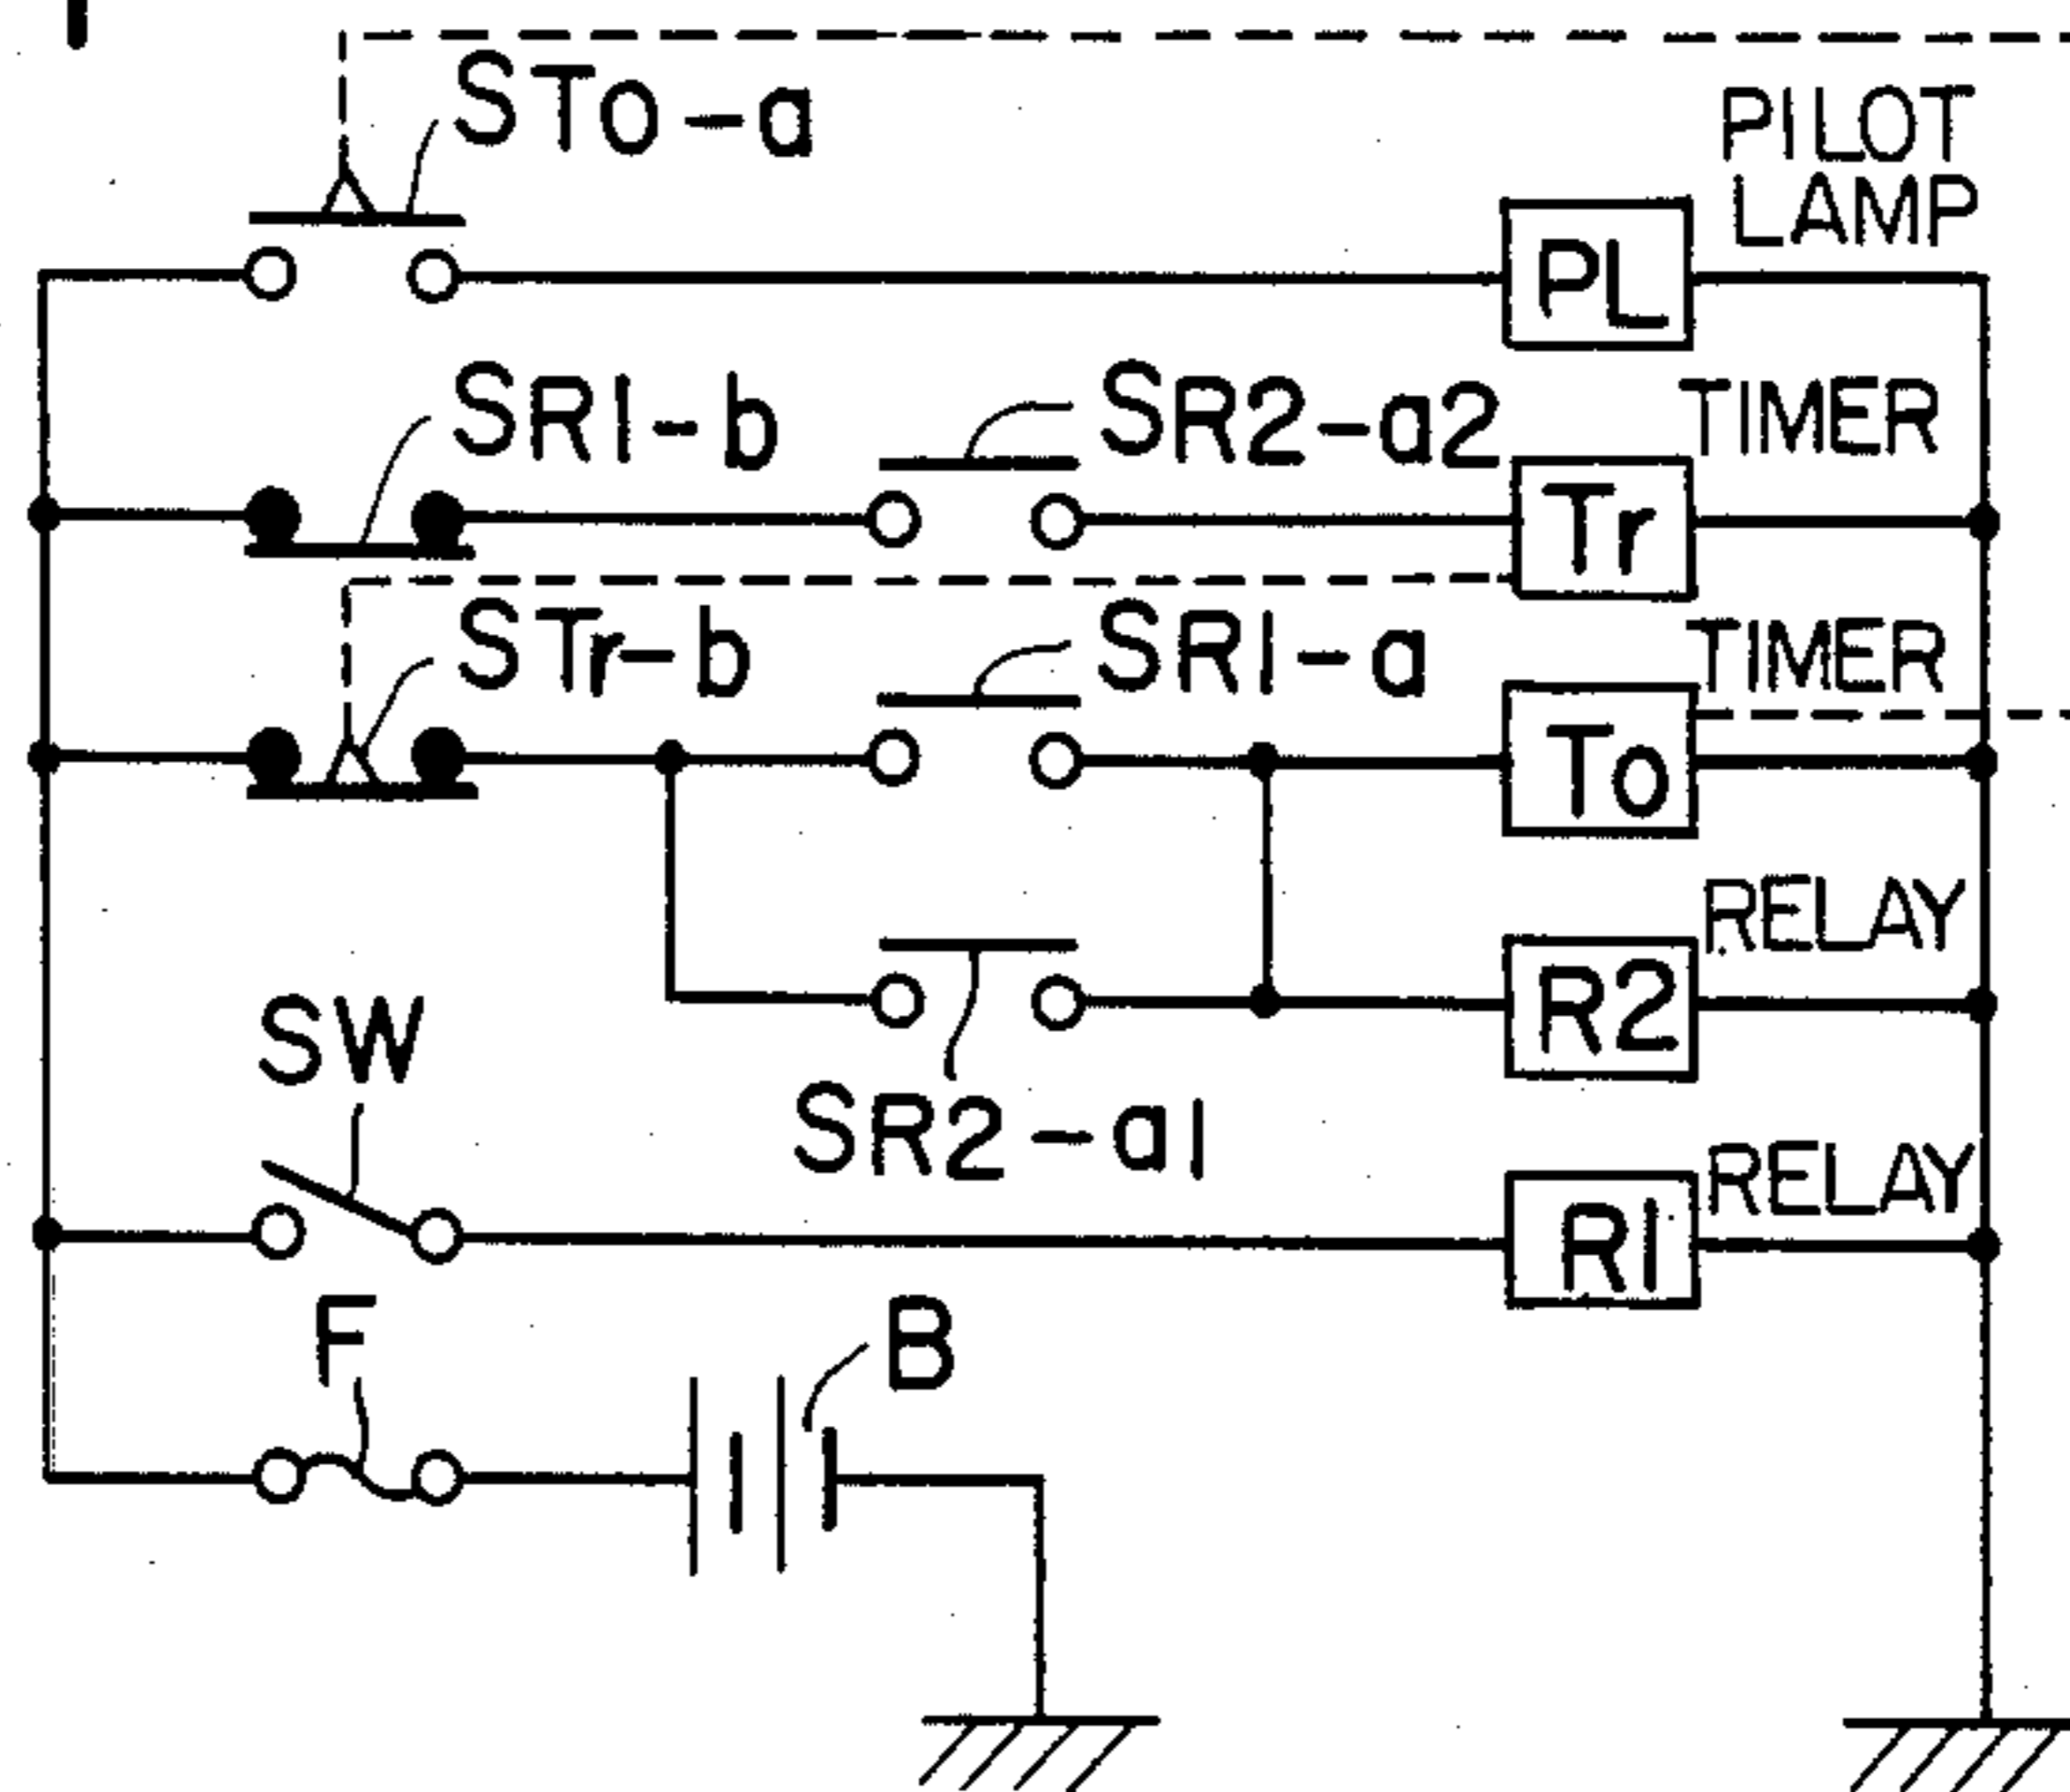 STo-a
PILOT
LAMP
PL
SR1-b
SR2-a2
TIMER
Tr
STr-b
SR1-a
TIMER
To
RELAY
R2
SW
SR2-a1
RELAY
R1
F
B